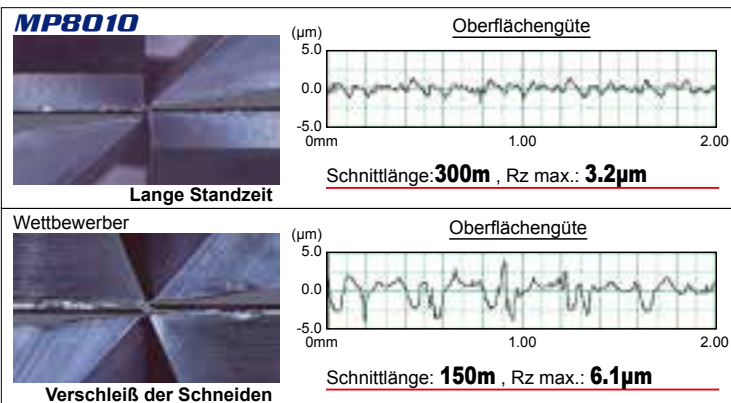 MP8010
(µm)
Oberflächengüte
5.0
0.0
-5.0
0mm 1.00 2.00
Lange Standzeit
Schnittlänge:300m , Rz max.: 3.2µm
Wettbewerber
(µm)
Oberflächengüte
5.0
0.0
-5.0
0mm 1.00 2.00
Verschleiß der Schneiden
Schnittlänge: 150m , Rz max.: 6.1µm